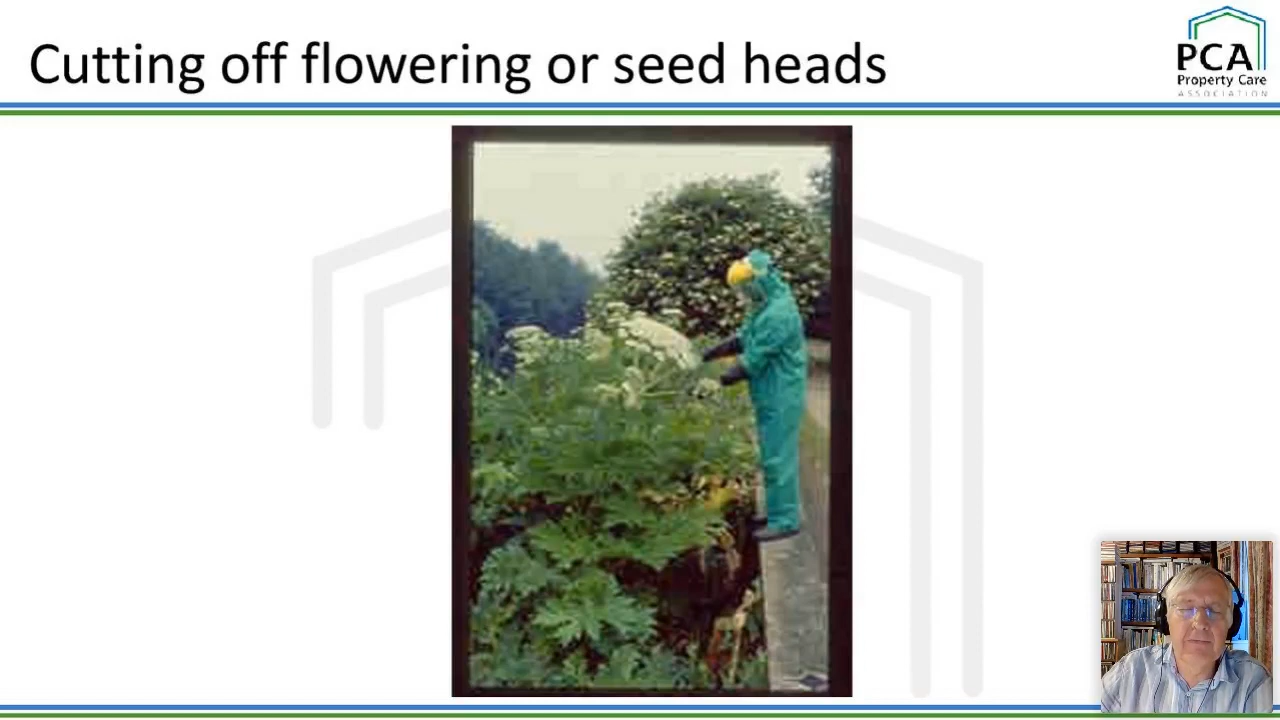 Cutting off flowering or seed heads
PCA
Property Care
ASSOCIATION